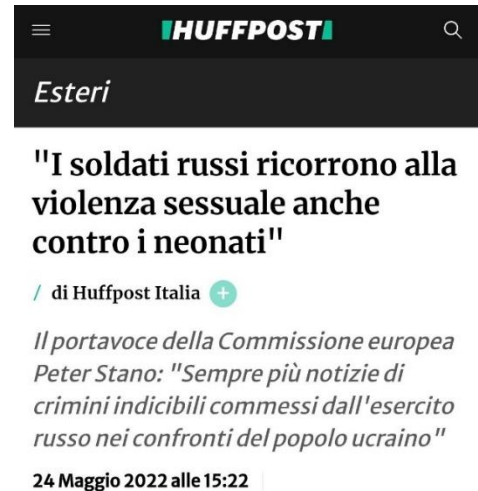 HUFFPOST
Esteri
"I soldati russi ricorrono alla
violenza sessuale anche
contro i neonati"
/ di Huffpost Italia +
Il portavoce della Commissione europea
Peter Stano: "Sempre più notizie di
crimini indicibili commessi dall'esercito
russo nei confronti del popolo ucraino"
24 Maggio 2022 alle 15:22